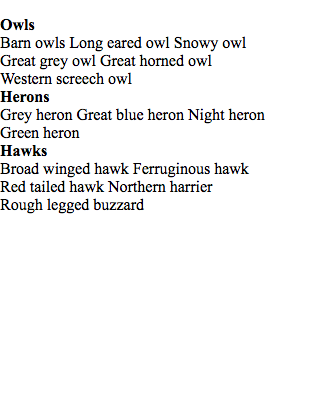 Owls
Barn owls Long eared owl Snowy owl
Great grey owl Great horned owl
Western screech owl
Herons
Grey heron Great blue heron Night heron
Green heron
Hawks
Broad winged hawk Ferruginous hawk
Red tailed hawk Northern harrier
Rough legged buzzard